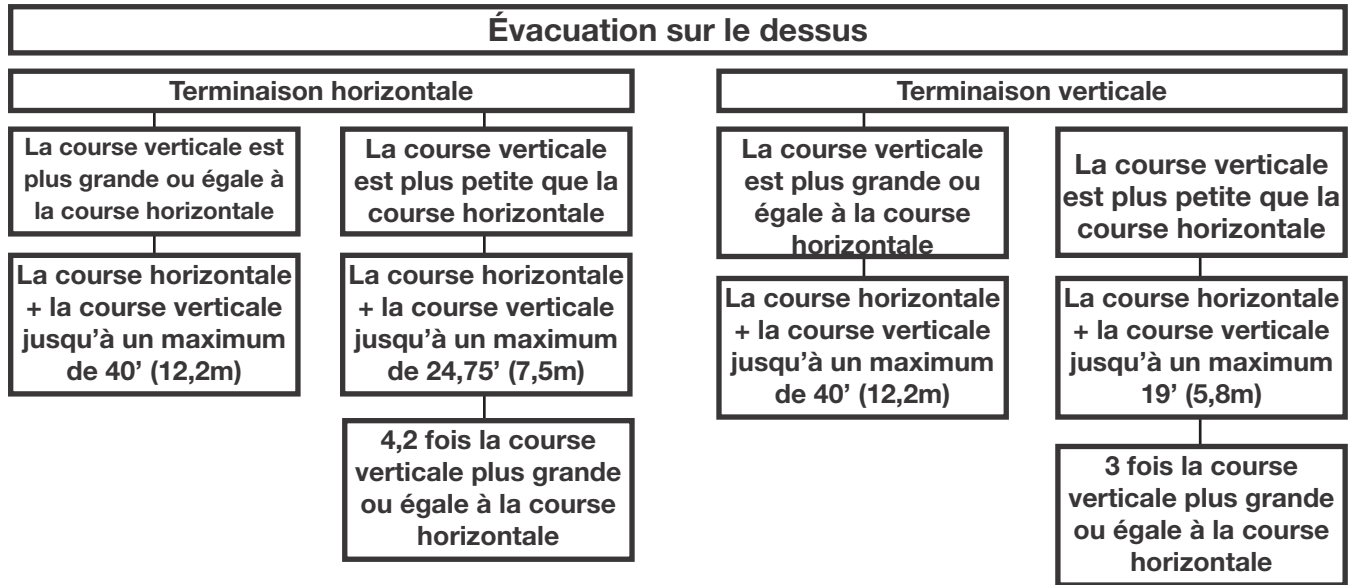 Évacuation sur le dessus
Terminaison horizontale
La course verticale est
plus grande ou égale à
la course horizontale
La course horizontale
+ la course verticale
jusqu'à un maximum
de 40’ (12,2m)
La course verticale
est plus petite que la
course horizontale
La course horizontale
+ la course verticale
jusqu'à un maximum
de 24,75’ (7,5m)
4,2 fois la course
verticale plus grande
ou égale à la course
horizontale
Terminaison verticale
La course verticale
est plus grande ou
égale à la course
horizontale
La course horizontale
+ la course verticale
jusqu'à un maximum
de 40’ (12,2m)
La course verticale
est plus petite que la
course horizontale
La course horizontale
+ la course verticale
jusqu'à un maximum
19’ (5,8m)
3 fois la course
verticale plus grande
ou égale à la course
horizontale